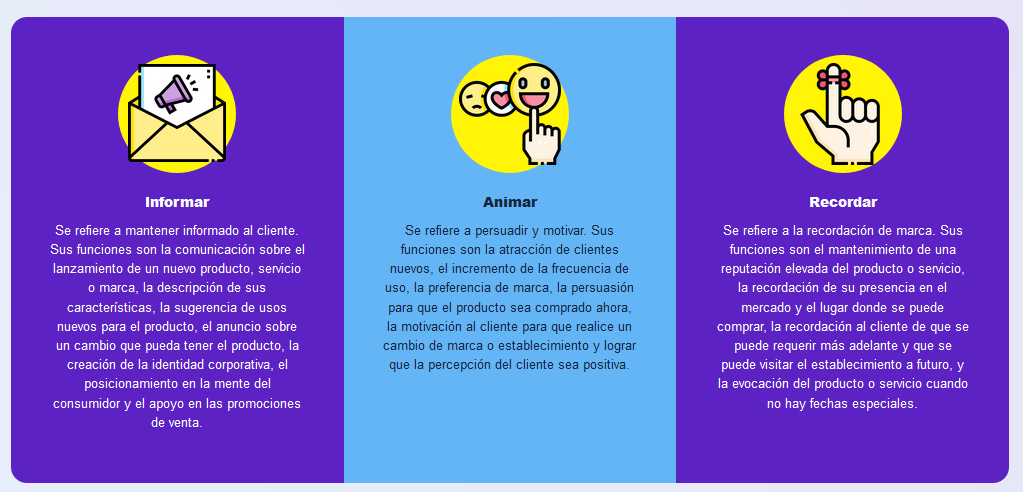 Informar
Se refiere a mantener informado al cliente.
Sus funciones son la comunicación sobre el
lanzamiento de un nuevo producto, servicio
o marca, la descripción de sus
características, la sugerencia de usos
nuevos para el producto, el anuncio sobre
un cambio que pueda tener el producto, la
creación de la identidad corporativa, el
posicionamiento en la mente del
consumidor y el apoyo en las promociones
de venta.
Animar
Se refiere a persuadir y motivar. Sus
funciones son la atracción de clientes
nuevos, el incremento de la frecuencia de
uso, la preferencia de marca, la persuasión
para que el producto sea comprado ahora,
la motivación al cliente para que realice un
cambio de marca o establecimiento y lograr
que la percepción del cliente sea positiva.
Recordar
Se refiere a la recordación de marca. Sus
funciones son el mantenimiento de una
reputación elevada del producto o servicio,
la recordación de su presencia en el
mercado y el lugar donde se puede
comprar, la recordación al cliente de que se
puede requerir más adelante y que se
puede visitar el establecimiento a futuro, y
la evocación del producto o servicio cuando
no hay fechas especiales.